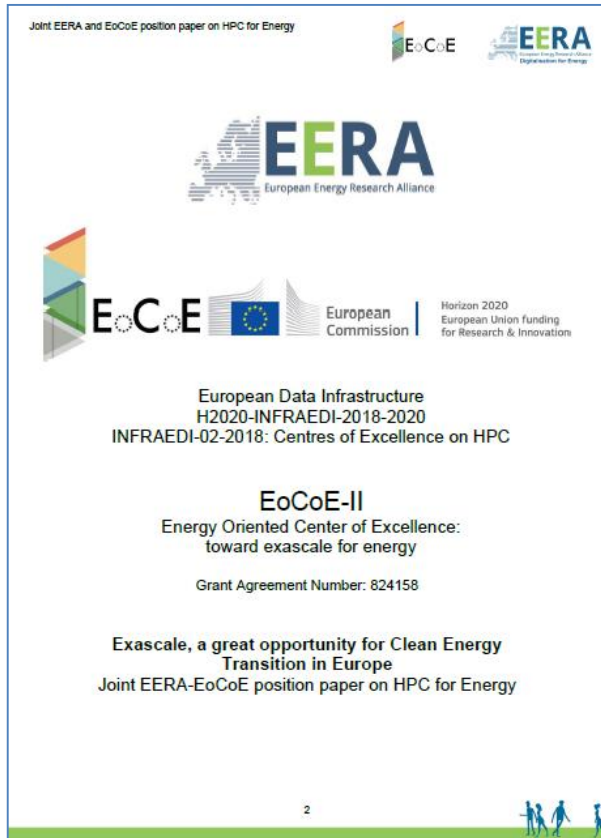 Joint EERA and EoCoE position paper on HPC for Energy
EoCoE
EERA
European Energy Research Alliance
Digitalisation for Energy
EERA
European Energy Research Alliance
EoCoE
European
Commission
Horizon 2020
European Union funding
for Research & Innovation
European Data Infrastructure
H2020-INFRAEDI-2018-2020
INFRAEDI-02-2018: Centres of Excellence on HPC
EoCoE-II
Energy Oriented Center of Excellence:
toward exascale for energy
Grant Agreement Number: 824158
Exascale, a great opportunity for Clean Energy
Transition in Europe
Joint EERA-EoCoE position paper on HPC for Energy
2